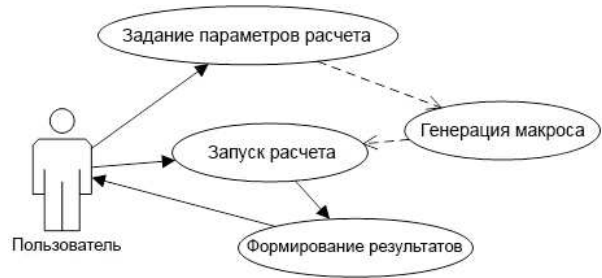 Задание параметров расчета
Генерация макроса
Запуск расчета
Пользователь
Формирование результатов